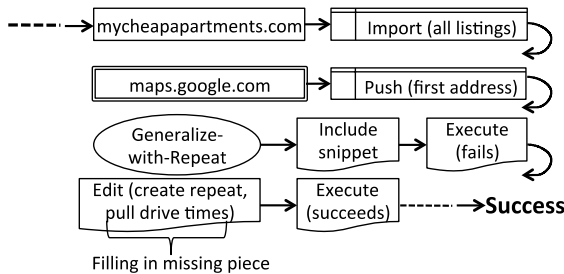 mycheapapartments.com Import (all listings)
maps.google.com Push (first address)
Generalize-
with-Repeat
Include
snippet
Execute
(fails)
Edit (create repeat,
pull drive times)
Execute
(succeeds)
Success
Filling in missing piece